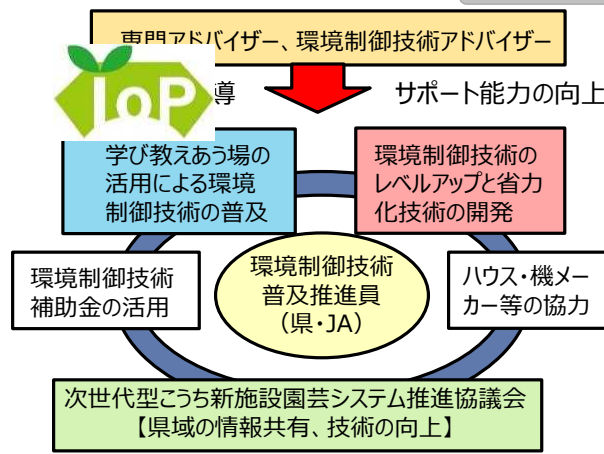 専門アドバイザー、環境制御技術アドバイザー
IoP
導
サポート能力の向上
学び教えあう場の
活用による環境
制御技術の普及
環境制御技術の
レベルアップと省力
化技術の開発
環境制御技術
補助金の活用
環境制御技術
普及推進員
（県・JA）
ハウス・機メー
カー等の協力
次世代型こうち新施設園芸システム推進協議会
【県域の情報共有、技術の向上】